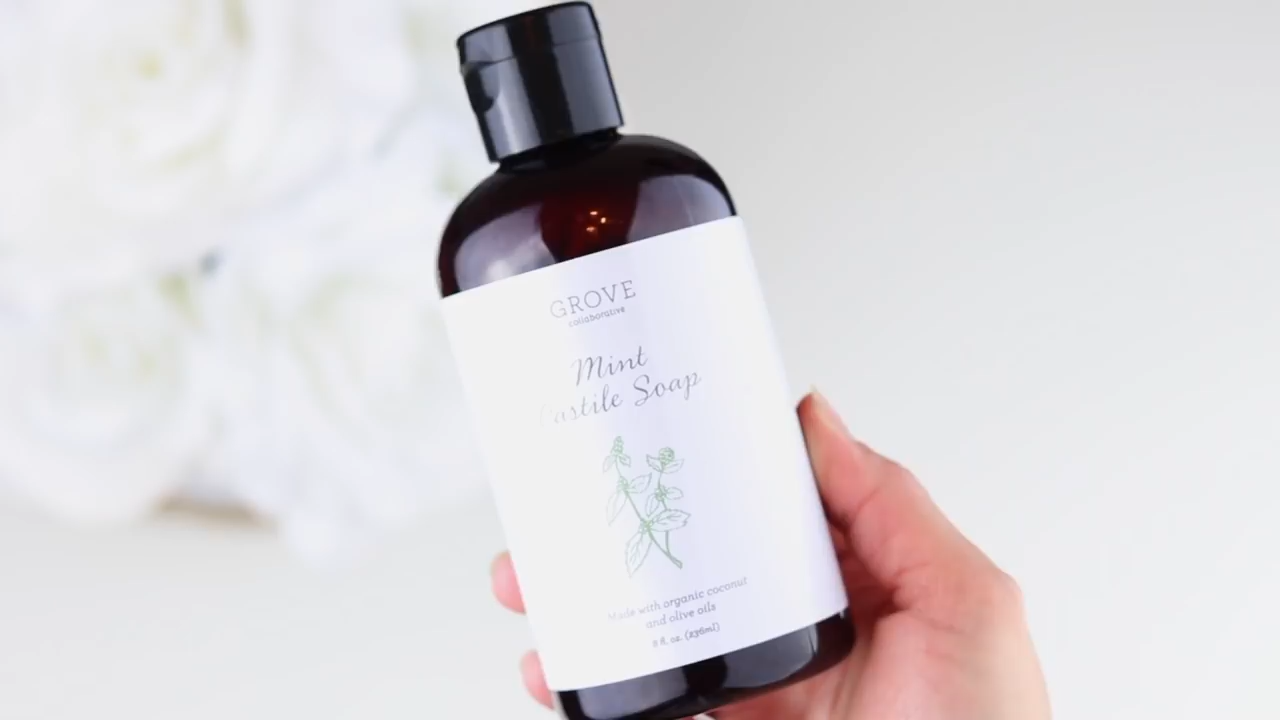 GROVE
collaborative
Mint
Castile Soap
Made with organic coconut
and olive oils
8 fl. oz. (236ml)